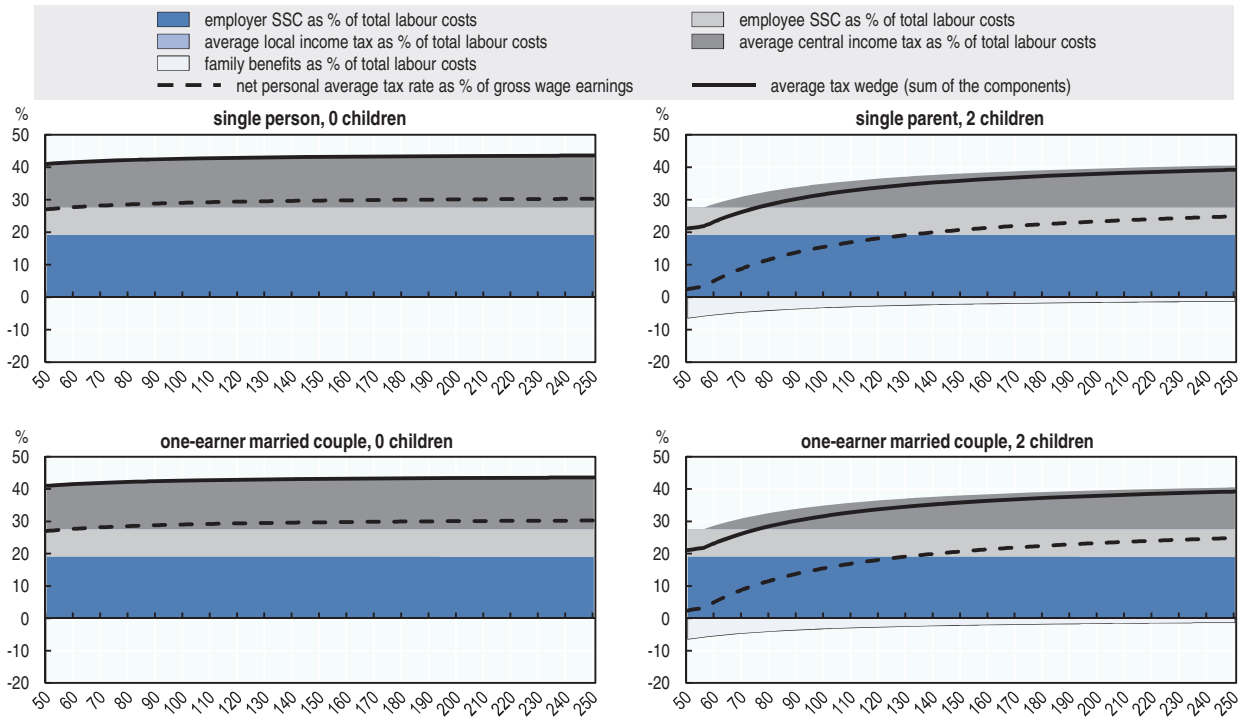 employer SSC as % of total labour costs
employee SSC as % of total labour costs
average local income tax as % of total labour costs
average central income tax as % of total labour costs
family benefits as % of total labour costs
net personal average tax rate as % of gross wage earnings
average tax wedge (sum of the components)
%
single person, 0 children
50
40
30
20
10
0
-10
-20
50 60 70 80 90 100 110 120 130 140 150 160 170 180 190 200 210 220 230 240 250
%
single parent, 2 children
50
40
30
20
10
0
-10
-20
50 60 70 80 90 100 110 120 130 140 150 160 170 180 190 200 210 220 230 240 250
%
one-earner married couple, 0 children
50
40
30
20
10
0
-10
-20
50 60 70 80 90 100 110 120 130 140 150 160 170 180 190 200 210 220 230 240 250
%
one-earner married couple, 2 children
50
40
30
20
10
0
-10
-20
50 60 70 80 90 100 110 120 130 140 150 160 170 180 190 200 210 220 230 240 250